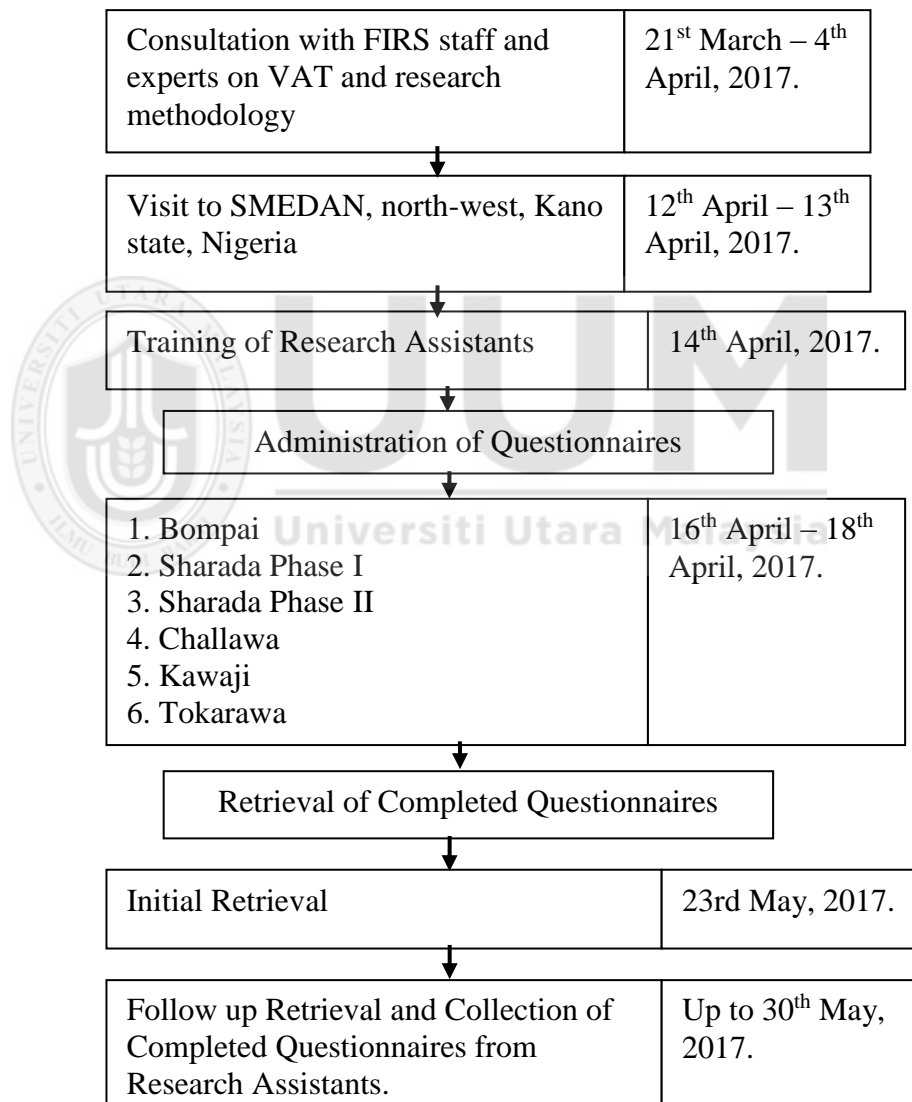 Consultation with FIRS staff and
experts on VAT and research
methodology
21st March – 4th
April, 2017.
Visit to SMEDAN, north-west, Kano
state, Nigeria
12th April – 13th
April, 2017.
Training of Research Assistants
14th April, 2017.
Administration of Questionnaires
1. Bompai
2. Sharada Phase I
3. Sharada Phase II
4. Challawa
5. Kawaji
6. Tokarawa
16th April – 18th
April, 2017.
Retrieval of Completed Questionnaires
Initial Retrieval
23rd May, 2017.
Follow up Retrieval and Collection of
Completed Questionnaires from
Research Assistants.
Up to 30th May,
2017.
UUM
Universiti Utara Malaysia
UNIVERSITI UTARA MALAYSIA